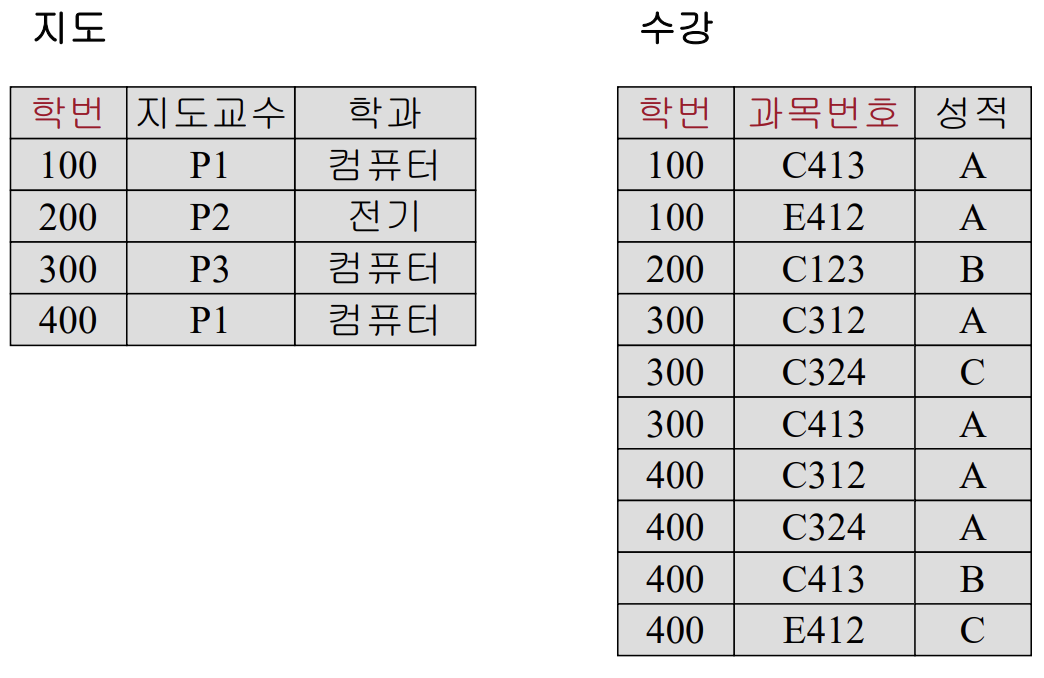 지도
학번 지도교수 학과
100 P1 컴퓨터
200 P2 전기
300 P3 컴퓨터
400 P1 컴퓨터
수강
학번 과목번호 성적
100 C413 A
100 E412 A
200 C123 B
300 C312 A
300 C324 C
300 C413 A
400 C312 A
400 C324 A
400 C413 B
400 E412 C